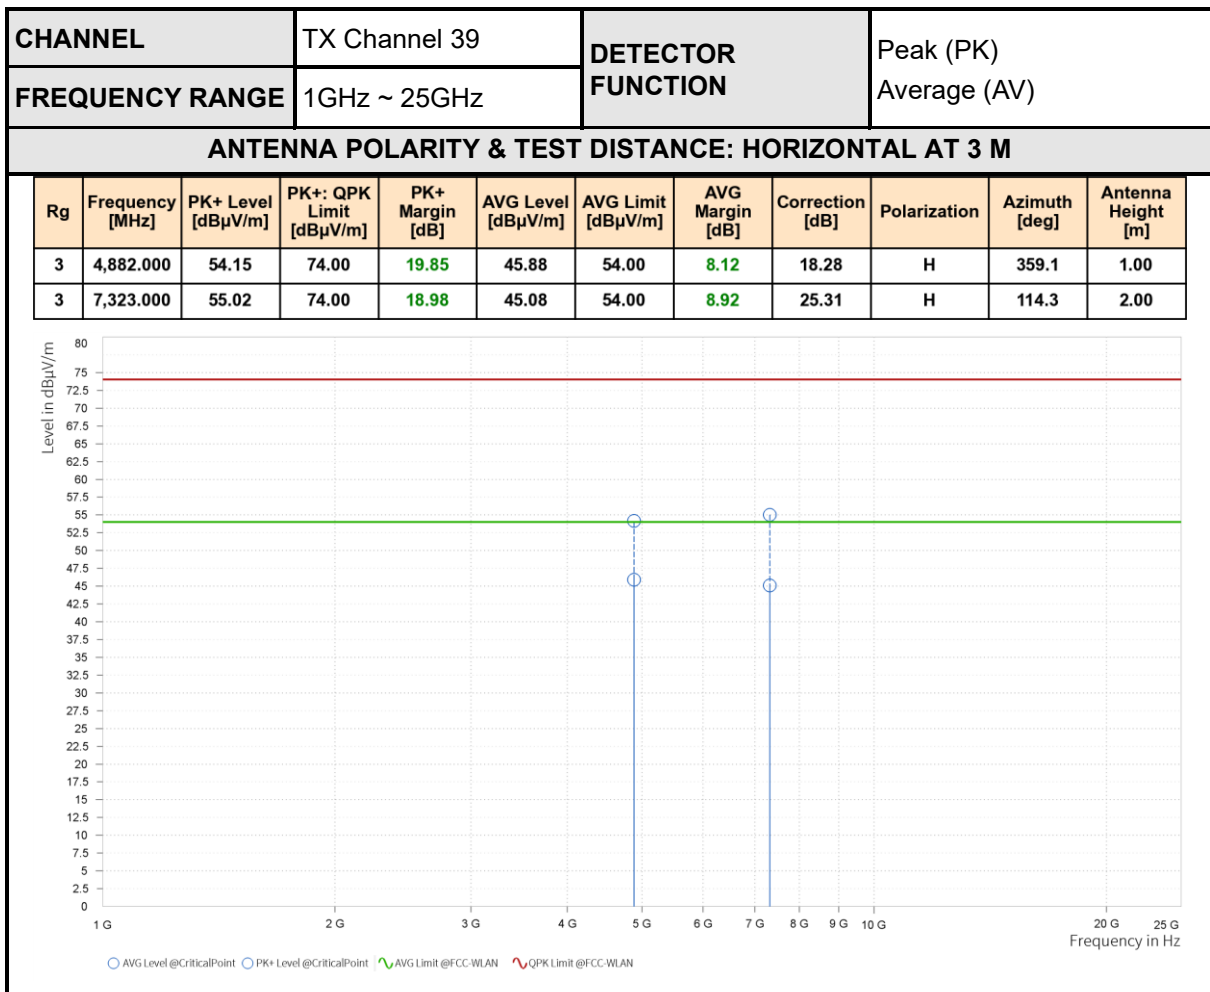 CHANNEL TX Channel 39 DETECTOR FUNCTION Peak (PK)
Average (AV)
FREQUENCY RANGE 1GHz ~ 25GHz
ANTENNA POLARITY & TEST DISTANCE: HORIZONTAL AT 3 M
Rg Frequency [MHz] PK+ Level [dBµV/m] PK+: QPK Limit [dBµV/m] PK+ Margin [dB] AVG Level [dBµV/m] AVG Limit [dBµV/m] AVG Margin [dB] Correction [dB] Polarization Azimuth [deg] Antenna Height [m]
3 4,882.000 54.15 74.00 19.85 45.88 54.00 8.12 18.28 H 359.1 1.00
3 7,323.000 55.02 74.00 18.98 45.08 54.00 8.92 25.31 H 114.3 2.00
Level in dBµV/m
80
75
72.5
70
67.5
65
62.5
60
57.5
55
52.5
50
47.5
45
42.5
40
37.5
35
32.5
30
27.5
25
22.5
20
17.5
15
12.5
10
7.5
5
2.5
0
1 G 2 G 3 G 4 G 5 G 6 G 7 G 8 G 9 G 10 G 20 G 25 G
Frequency in Hz
AVG Level @CriticalPoint PK+ Level @CriticalPoint AVG Limit @FCC-WLAN QPK Limit @FCC-WLAN